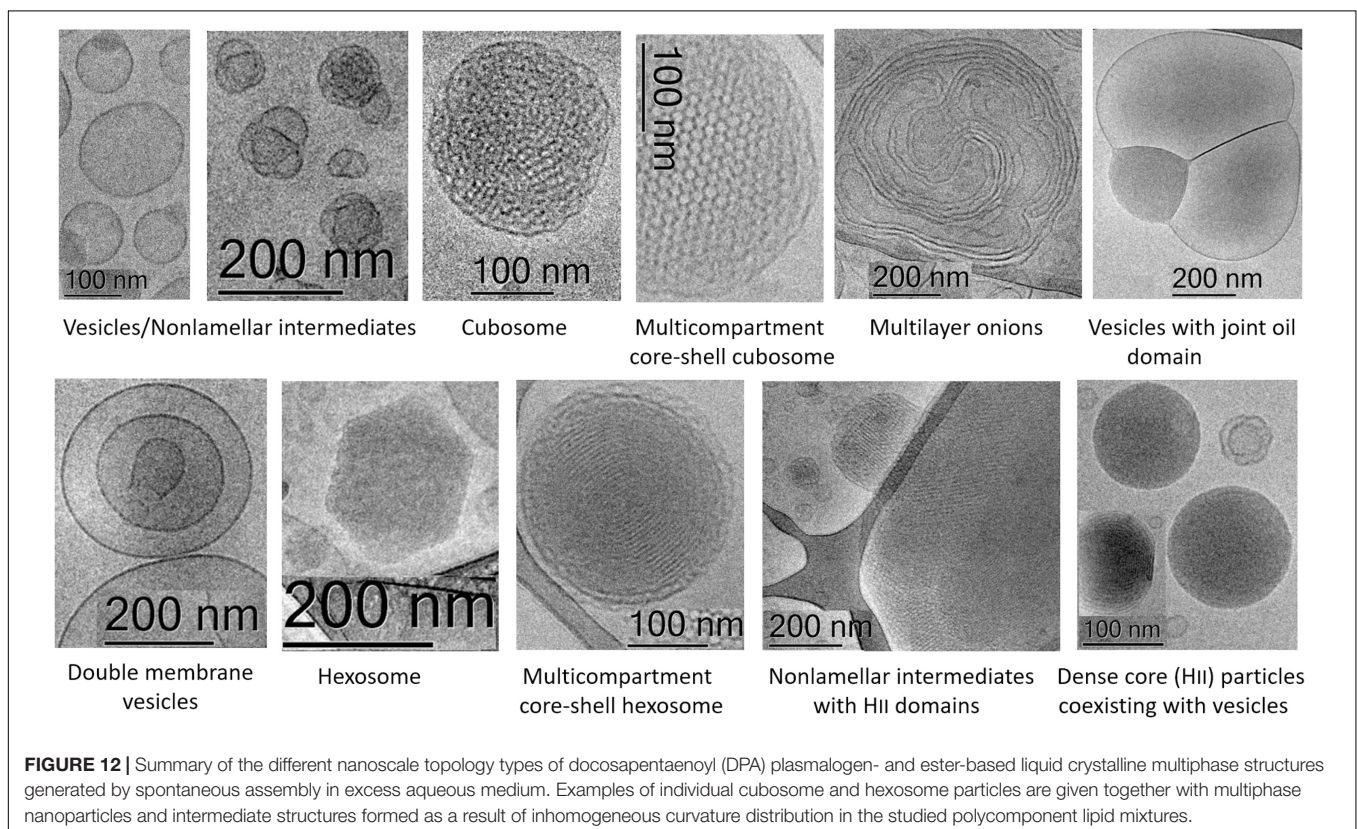 100 nm
200 nm
100 nm
100 nm
200 nm
200 nm
Vesicles/Nonlamellar intermediates
Cubosome
Multicompartment
core-shell cubosome
Multilayer onions
Vesicles with joint oil
domain
200 nm
200 nm
100 nm
200 nm
100 nm
Double membrane
vesicles
Hexosome
Multicompartment
core-shell hexosome
Nonlamellar intermediates
with HII domains
Dense core (HII) particles
coexisting with vesicles
FIGURE 12 | Summary of the different nanoscale topology types of docosapentaenoyl (DPA) plasmalogen- and ester-based liquid crystalline multiphase structures
generated by spontaneous assembly in excess aqueous medium. Examples of individual cubosome and hexosome particles are given together with multiphase
nanoparticles and intermediate structures formed as a result of inhomogeneous curvature distribution in the studied polycomponent lipid mixtures.